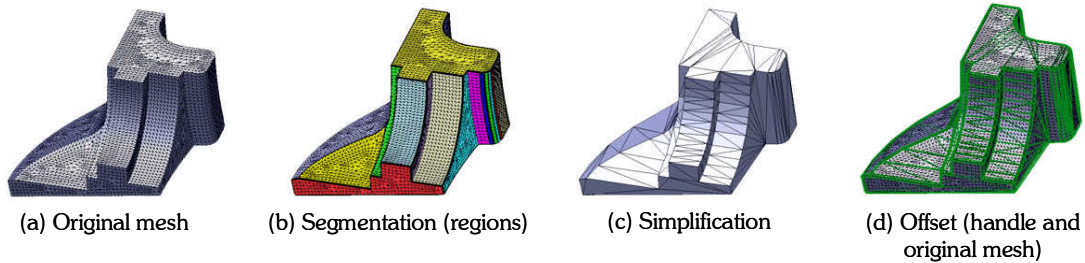 (a) Original mesh
(b) Segmentation (regions)
(c) Simplification
(d) Offset (handle and
original mesh)